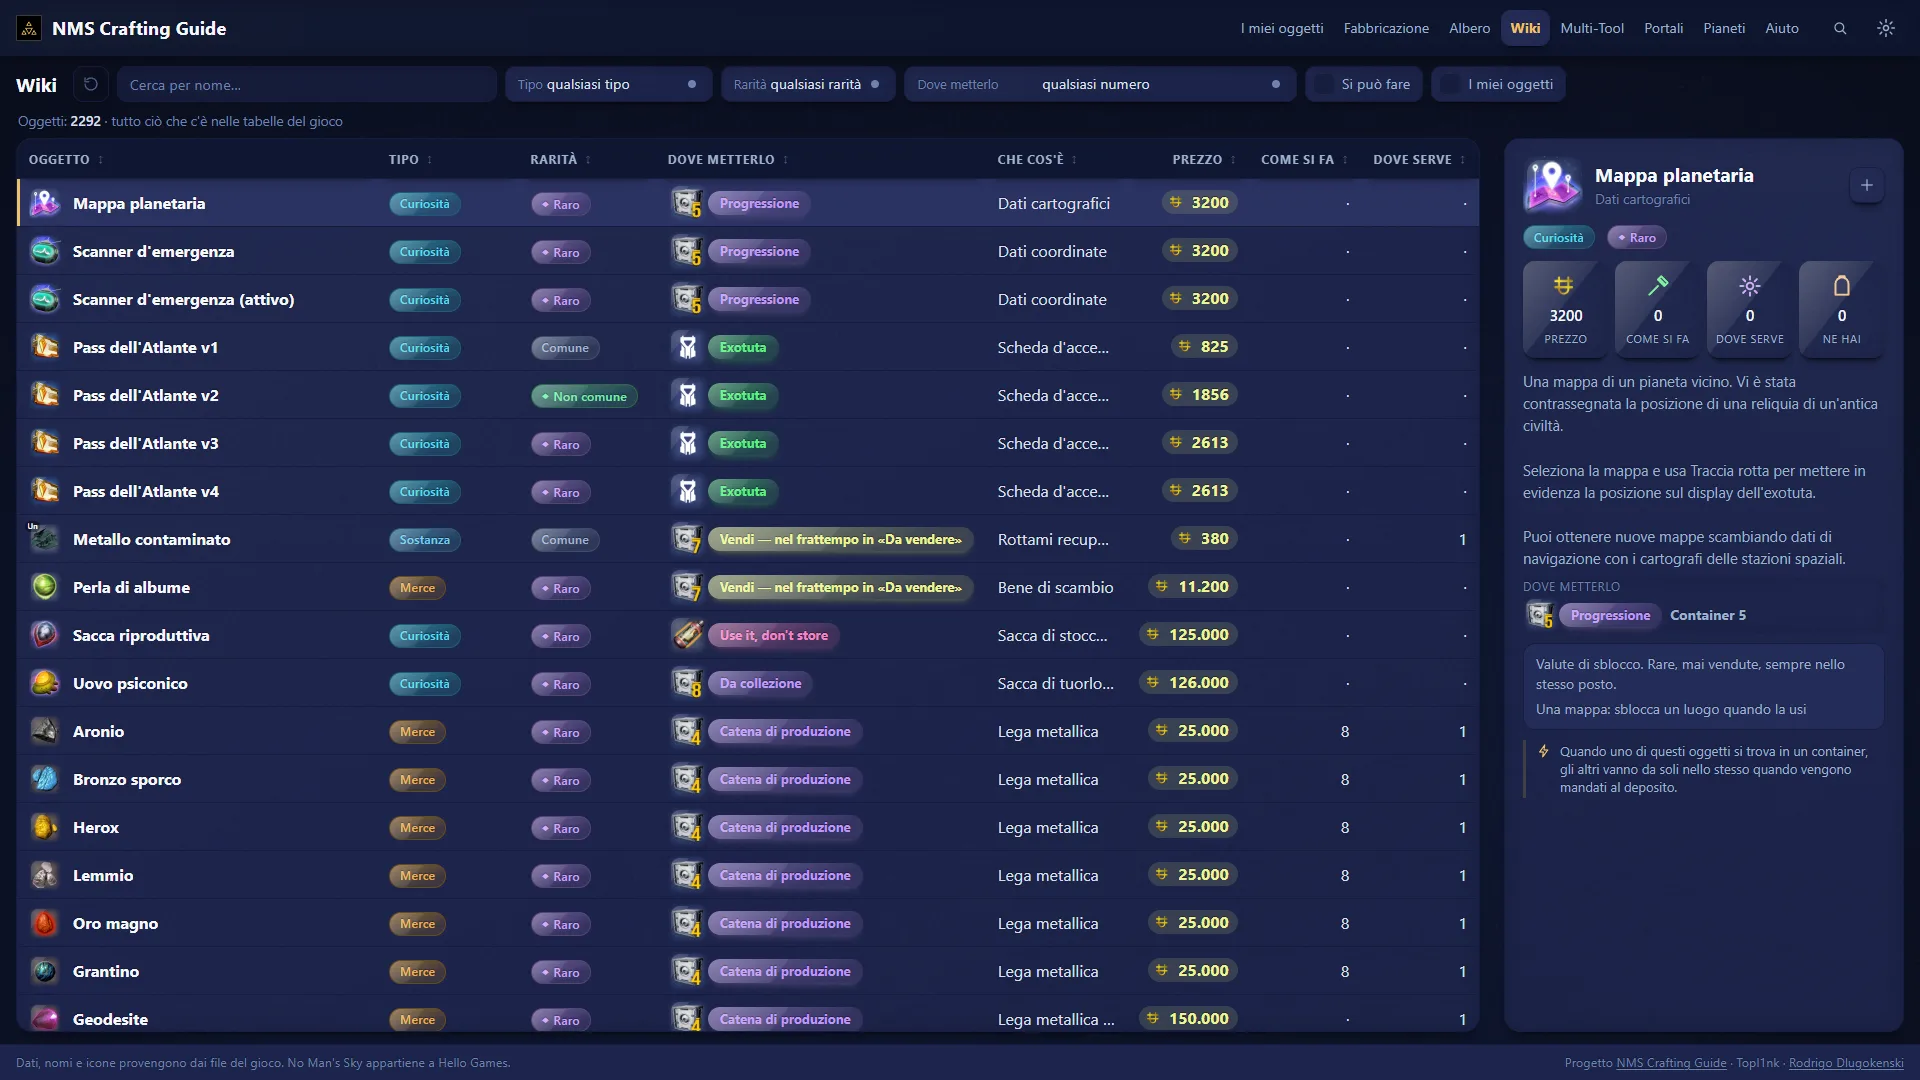 NMS Crafting Guide
I miei oggetti Fabbricazione Albero Wiki Multi-Tool Portali Pianeti Aiuto
Wiki Cerca per nome... Tipo qualsiasi tipo Rarità qualsiasi rarità Dove metterlo qualsiasi numero Si può fare I miei oggetti
Oggetti: 2292 · tutto ciò che c'è nelle tabelle del gioco
OGGETTO TIPO RARITÀ DOVE METTERLO CHE COS'È PREZZO COME SI FA DOVE SERVE
Mappa planetaria Curiosità Raro 5 Progressione Dati cartografici 3200 · ·
Scanner d'emergenza Curiosità Raro 5 Progressione Dati coordinate 3200 · ·
Scanner d'emergenza (attivo) Curiosità Raro 5 Progressione Dati coordinate 3200 · ·
Pass dell'Atlante v1 Curiosità Comune Exotuta Scheda d'acce... 825 · ·
Pass dell'Atlante v2 Curiosità Non comune Exotuta Scheda d'acce... 1856 · ·
Pass dell'Atlante v3 Curiosità Raro Exotuta Scheda d'acce... 2613 · ·
Pass dell'Atlante v4 Curiosità Raro Exotuta Scheda d'acce... 2613 · ·
Un Metallo contaminato Sostanza Comune 7 Vendi — nel frattempo in «Da vendere» Rottami recup... 380 · 1
Perla di albume Merce Raro 7 Vendi — nel frattempo in «Da vendere» Bene di scambio 11.200 · ·
Sacca riproduttiva Curiosità Raro Use it, don't store Sacca di stocc... 125.000 · ·
Uovo psiconico Curiosità Raro 8 Da collezione Sacca di tuorlo... 126.000 · ·
Aronio Merce Raro 4 Catena di produzione Lega metallica 25.000 8 1
Bronzo sporco Merce Raro 4 Catena di produzione Lega metallica 25.000 8 1
Herox Merce Raro 4 Catena di produzione Lega metallica 25.000 8 1
Lemmio Merce Raro 4 Catena di produzione Lega metallica 25.000 8 1
Oro magno Merce Raro 4 Catena di produzione Lega metallica 25.000 8 1
Grantino Merce Raro 4 Catena di produzione Lega metallica 25.000 8 1
Geodesite Merce Raro 4 Catena di produzione Lega metallica ... 150.000 · 1
Mappa planetaria
Dati cartografici
Curiosità Raro
3200 0 0 0
PREZZO COME SI FA DOVE SERVE NE HAI
Una mappa di un pianeta vicino. Vi è stata
contrassegnata la posizione di una reliquia di un'antica
civiltà.
Seleziona la mappa e usa Traccia rotta per mettere in
evidenza la posizione sul display dell'exotuta.
Puoi ottenere nuove mappe scambiando dati di
navigazione con i cartografi delle stazioni spaziali.
DOVE METTERLO
5 Progressione Container 5
Valute di sblocco. Rare, mai vendute, sempre nello
stesso posto.
Una mappa: sblocca un luogo quando la usi
Quando uno di questi oggetti si trova in un container,
gli altri vanno da soli nello stesso quando vengono
mandati al deposito.
Dati, nomi e icone provengono dai file del gioco. No Man's Sky appartiene a Hello Games.
Progetto NMS Crafting Guide · Topl1nk · Rodrigo Dlugokenski